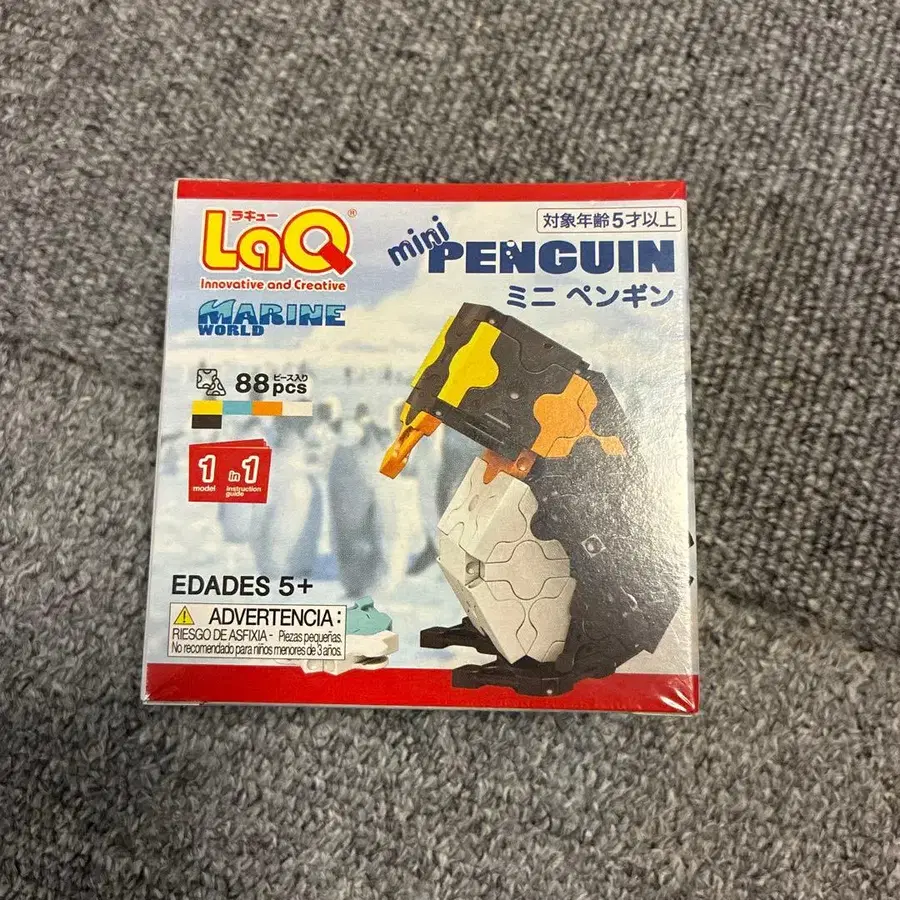 ラキュー
LaQ®
Innovative and Creative
MARINE
WORLD
88 ピース入り
pcs
1 in 1
model instruction
guide
対象年齢5才以上
mini
PENGUIN
ミニ ペンギン
EDADES 5+
ADVERTENCIA:
RIESGO DE ASFIXIA - Piezas pequeñas.
No recomendado para niños menores de 3 años.